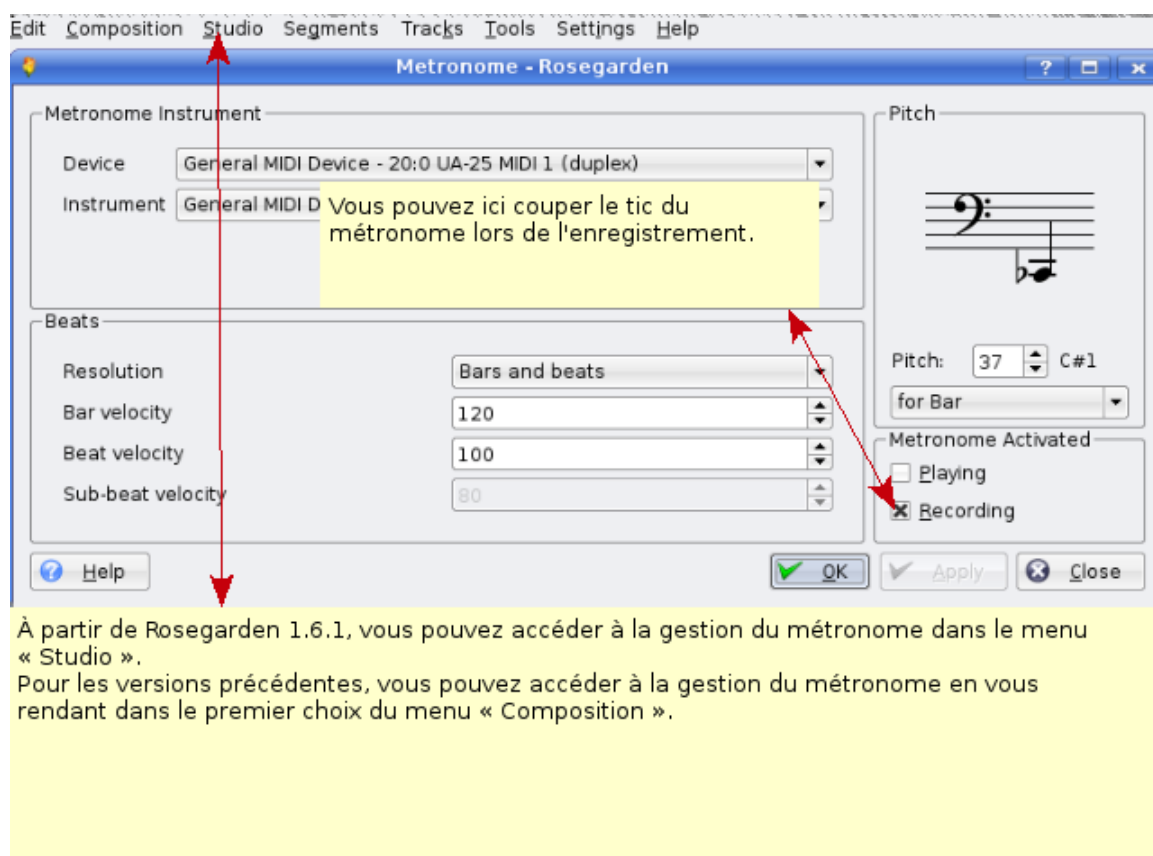 Edit Composition Studio Segments Tracks Tools Settings Help
Metronome - Rosegarden
Metronome Instrument
Device General MIDI Device - 20:0 UA-25 MIDI 1 (duplex)
Instrument General MIDI D
Vous pouvez ici couper le tic du
métronome lors de l'enregistrement.
Pitch
Pitch: 37 C#1
for Bar
Beats
Resolution Bars and beats
Bar velocity 120
Beat velocity 100
Sub-beat velocity 80
Metronome Activated
Playing
Recording
Help OK Apply Close
À partir de Rosegarden 1.6.1, vous pouvez accéder à la gestion du métronome dans le menu
« Studio ».
Pour les versions précédentes, vous pouvez accéder à la gestion du métronome en vous
rendant dans le premier choix du menu « Composition ».